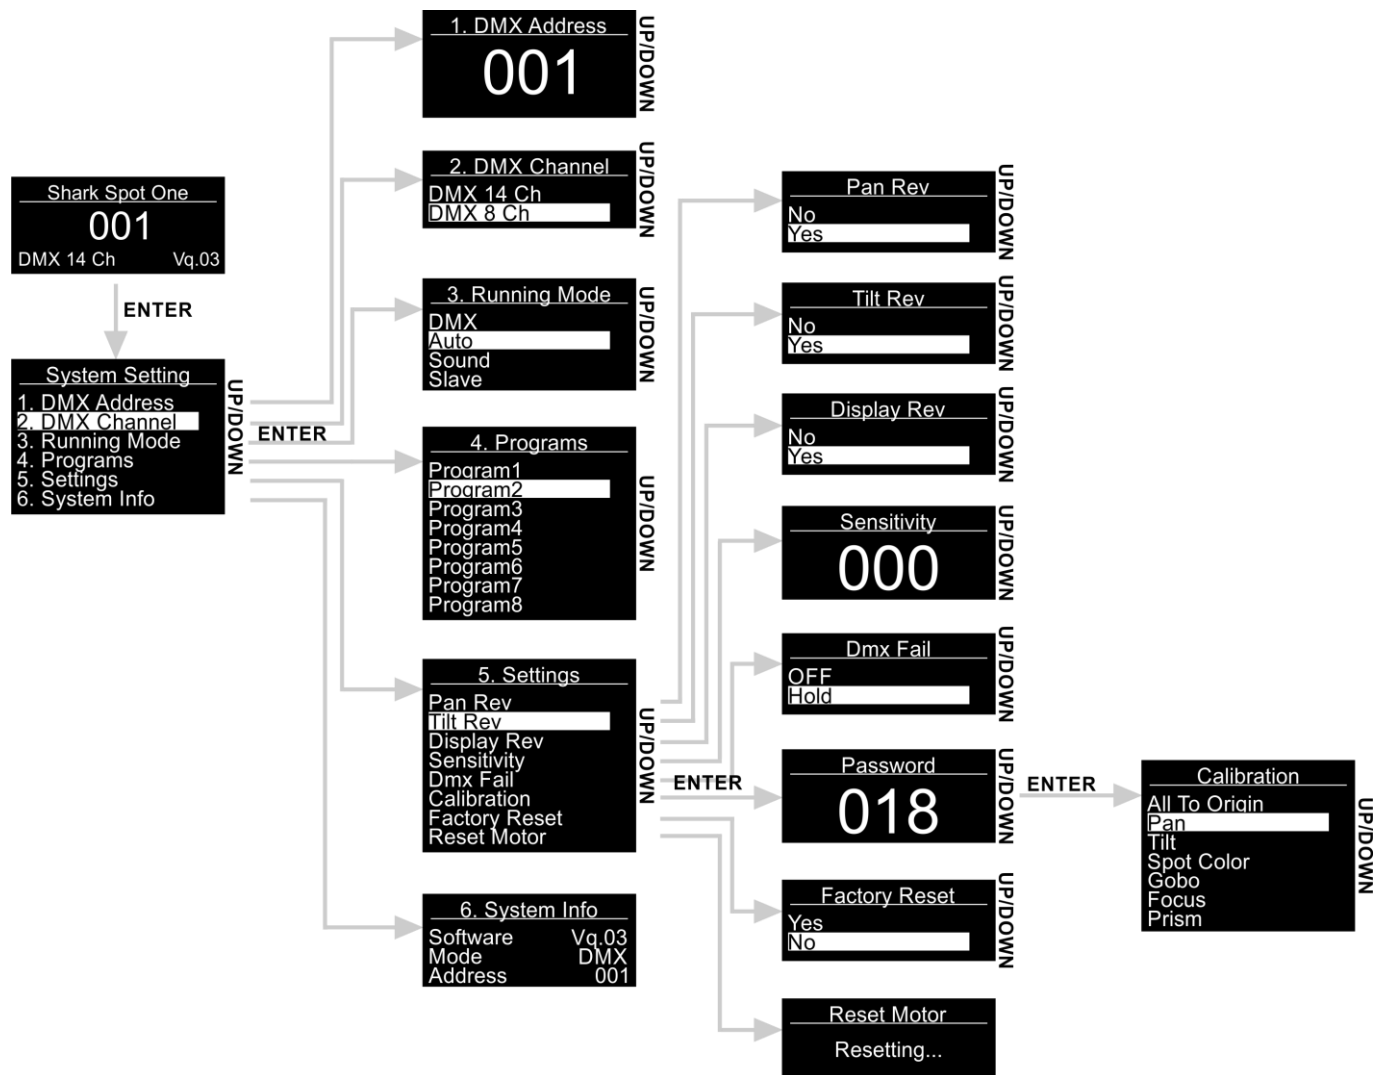 Shark Spot One
001
DMX 14 Ch Vq.03
ENTER
System Setting
1. DMX Address
2. DMX Channel
3. Running Mode
4. Programs
5. Settings
6. System Info
UP/DOWN
ENTER
1. DMX Address
001
UP/DOWN
2. DMX Channel
DMX 14 Ch
DMX 8 Ch
UP/DOWN
3. Running Mode
DMX
Auto
Sound
Slave
UP/DOWN
4. Programs
Program1
Program2
Program3
Program4
Program5
Program6
Program7
Program8
UP/DOWN
5. Settings
Pan Rev
Tilt Rev
Display Rev
Sensitivity
Dmx Fail
Calibration
Factory Reset
Reset Motor
UP/DOWN
ENTER
6. System Info
Software Vq.03
Mode DMX
Address 001
Pan Rev
No
Yes
UP/DOWN
Tilt Rev
No
Yes
UP/DOWN
Display Rev
No
Yes
UP/DOWN
Sensitivity
000
UP/DOWN
Dmx Fail
OFF
Hold
UP/DOWN
Password
018
UP/DOWN
ENTER
Factory Reset
Yes
No
UP/DOWN
Reset Motor
Resetting...
Calibration
All To Origin
Pan
Tilt
Spot Color
Gobo
Focus
Prism
UP/DOWN